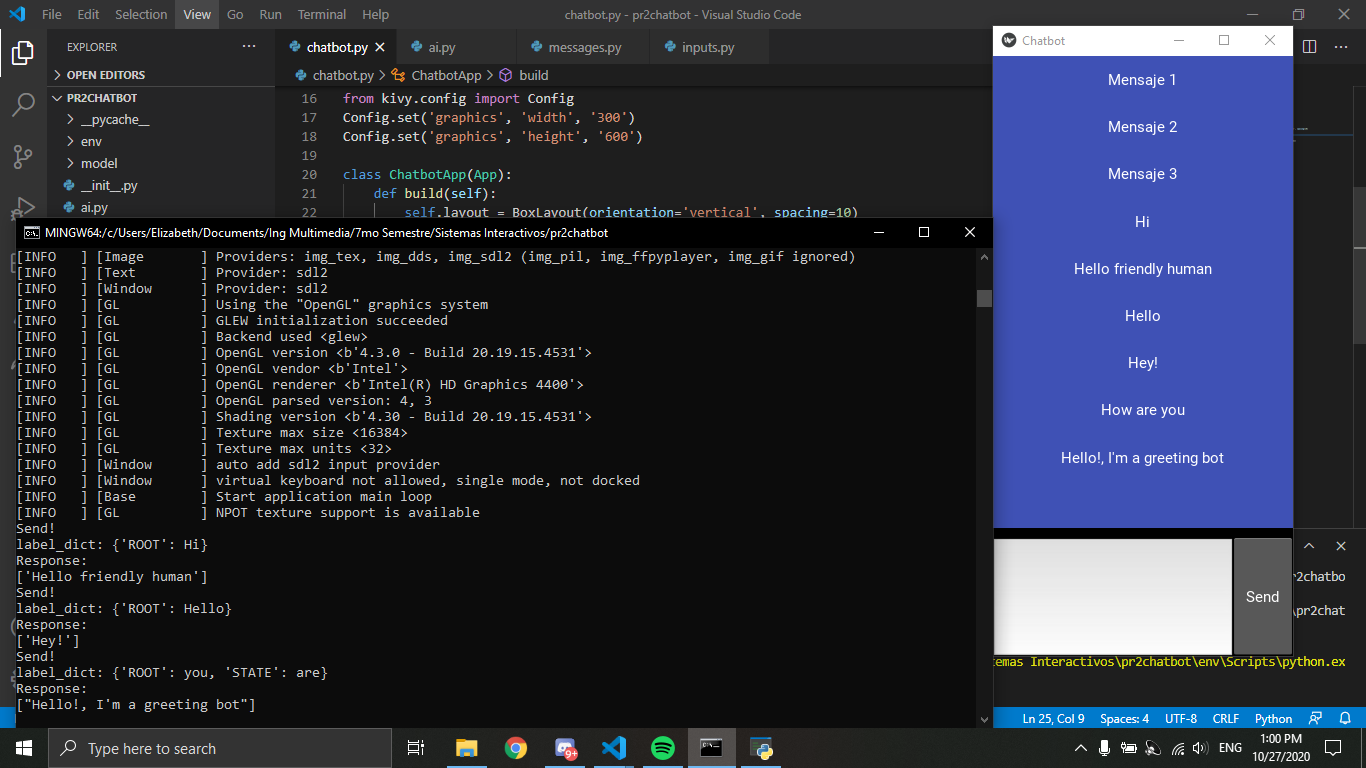 File Edit Selection View Go Run Terminal Help
chatbot.py - pr2chatbot - Visual Studio Code
EXPLORER
OPEN EDITORS
PR2CHATBOT
__pycache__
env
model
__init__.py
ai.py
chatbot.py ai.py messages.py inputs.py
chatbot.py > ChatbotApp > build
16 from kivy.config import Config
17 Config.set('graphics', 'width', '300')
18 Config.set('graphics', 'height', '600')
19
20 class ChatbotApp(App):
21 def build(self):
22 self.layout = BoxLayout(orientation='vertical', spacing=10)
MINGW64:/c/Users/Elizabeth/Documents/Ing Multimedia/7mo Semestre/Sistemas Interactivos/pr2chatbot
[INFO   ] [Image       ] Providers: img_tex, img_dds, img_sdl2 (img_pil, img_ffpyplayer, img_gif ignored)
[INFO   ] [Text        ] Provider: sdl2
[INFO   ] [Window      ] Provider: sdl2
[INFO   ] [GL          ] Using the "OpenGL" graphics system
[INFO   ] [GL          ] GLEW initialization succeeded
[INFO   ] [GL          ] Backend used <glew>
[INFO   ] [GL          ] OpenGL version <b'4.3.0 - Build 20.19.15.4531'>
[INFO   ] [GL          ] OpenGL vendor <b'Intel'>
[INFO   ] [GL          ] OpenGL renderer <b'Intel(R) HD Graphics 4400'>
[INFO   ] [GL          ] OpenGL parsed version: 4, 3
[INFO   ] [GL          ] Shading version <b'4.30 - Build 20.19.15.4531'>
[INFO   ] [GL          ] Texture max size <16384>
[INFO   ] [GL          ] Texture max units <32>
[INFO   ] [Window      ] auto add sdl2 input provider
[INFO   ] [Window      ] virtual keyboard not allowed, single mode, not docked
[INFO   ] [Base        ] Start application main loop
[INFO   ] [GL          ] NPOT texture support is available
Send!
label_dict: {'ROOT': Hi}
Response:
['Hello friendly human']
Send!
label_dict: {'ROOT': Hello}
Response:
['Hey!']
Send!
label_dict: {'ROOT': you, 'STATE': are}
Response:
["Hello!, I'm a greeting bot"]
Chatbot
Mensaje 1
Mensaje 2
Mensaje 3
Hi
Hello friendly human
Hello
Hey!
How are you
Hello!, I'm a greeting bot
Send
r2chatbo
\pr2chat
temas Interactivos\pr2chatbot\env\Scripts\python.ex
Ln 25, Col 9 Spaces: 4 UTF-8 CRLF Python
Type here to search
9+
ENG
1:00 PM
10/27/2020